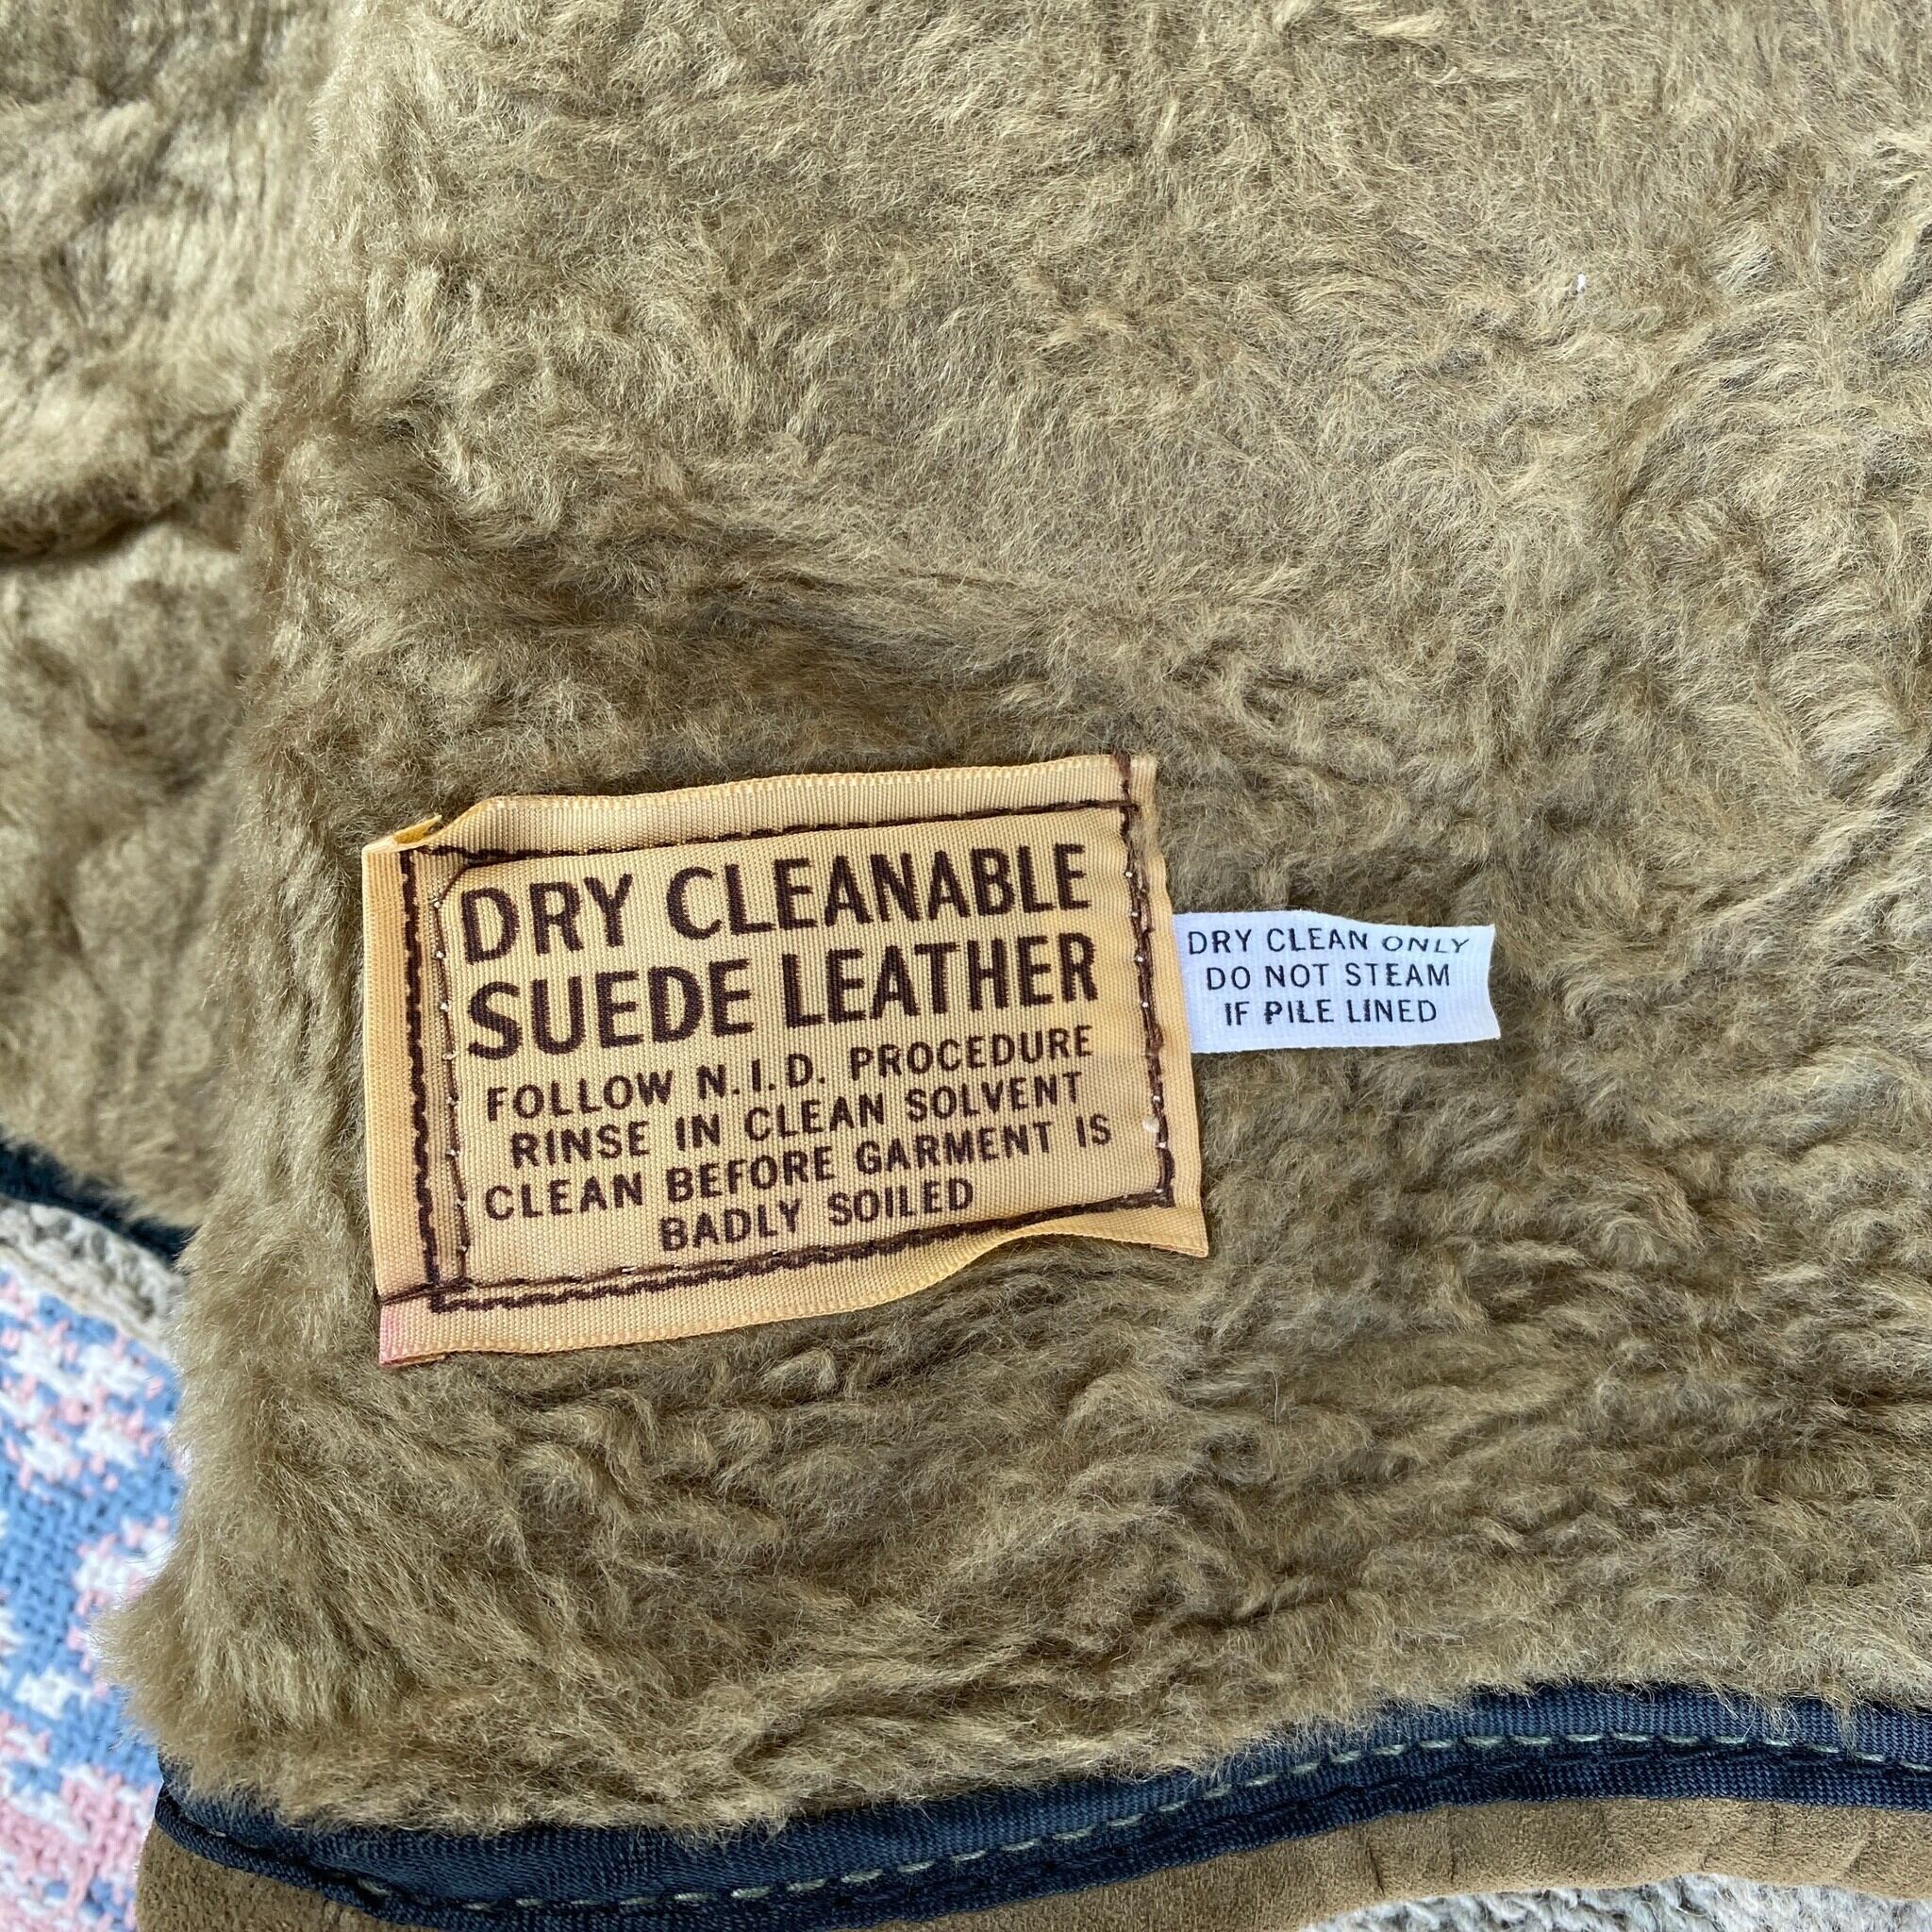 DRY CLEANABLE
SUEDE LEATHER
FOLLOW N.I.D. PROCEDURE
RINSE IN CLEAN SOLVENT
CLEAN BEFORE GARMENT IS
BADLY SOILED
DRY CLEAN ONLY
DO NOT STEAM
IF PILE LINED